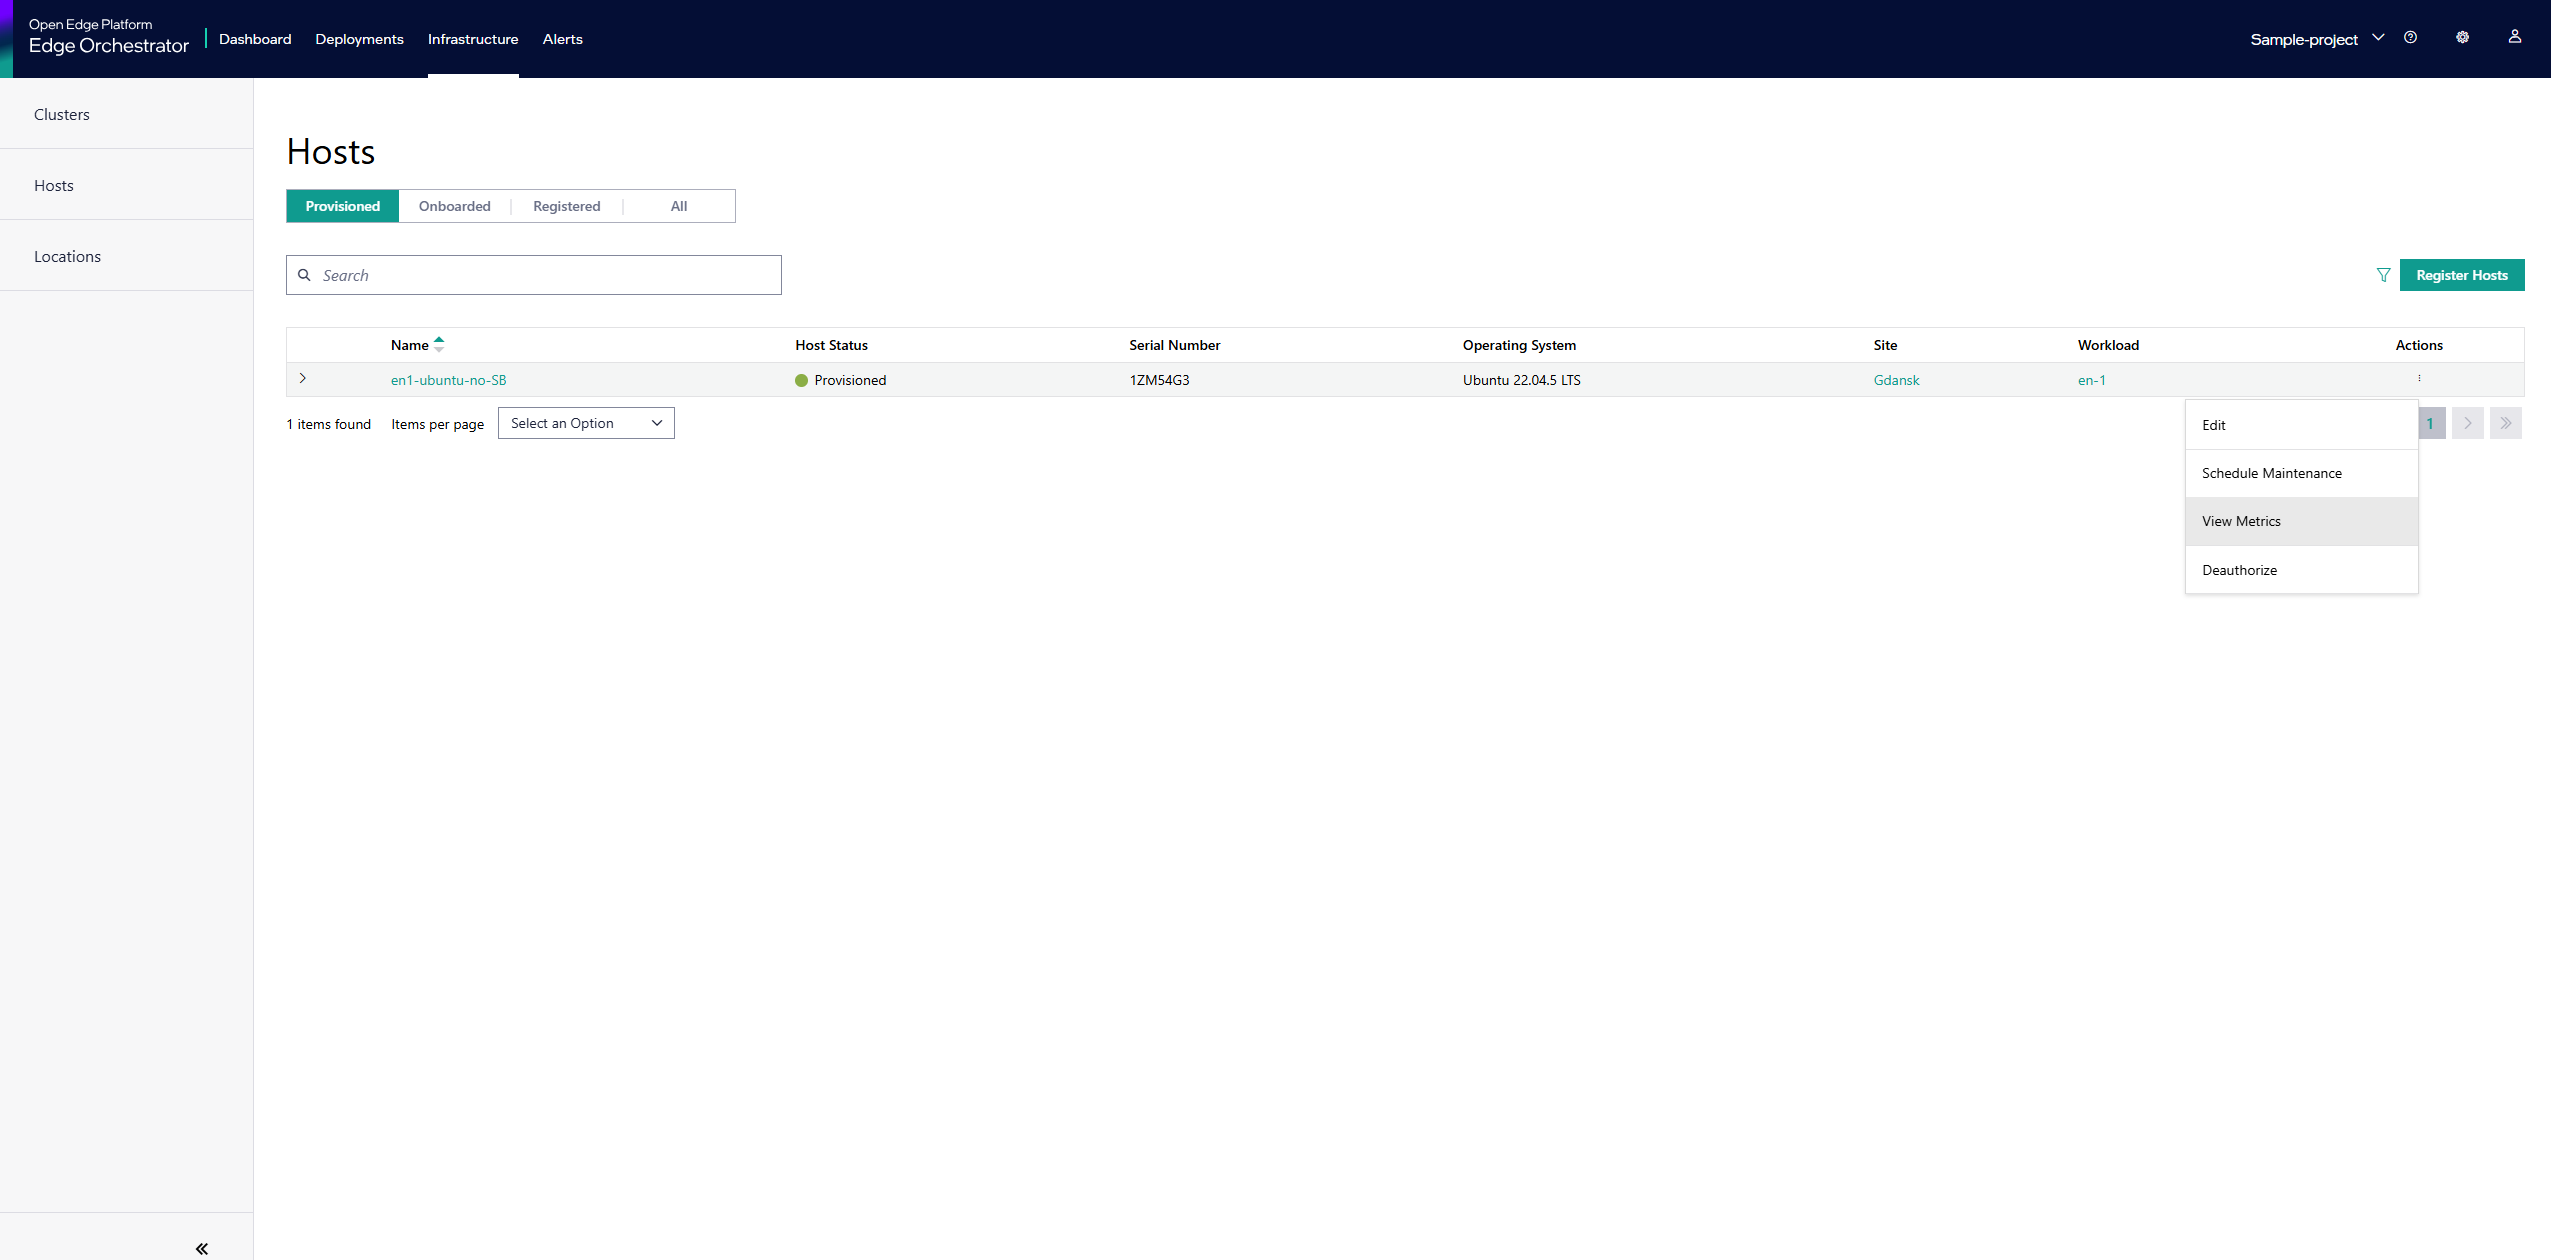 Open Edge Platform
Edge Orchestrator
Dashboard Deployments Infrastructure Alerts
Sample-project
Clusters
Hosts
Locations
Hosts
Provisioned Onboarded Registered All
Search
Register Hosts
Name Host Status Serial Number Operating System Site Workload Actions
en1-ubuntu-no-SB Provisioned 1ZM54G3 Ubuntu 22.04.5 LTS Gdansk en-1
1 items found Items per page Select an Option 1
Edit
Schedule Maintenance
View Metrics
Deauthorize